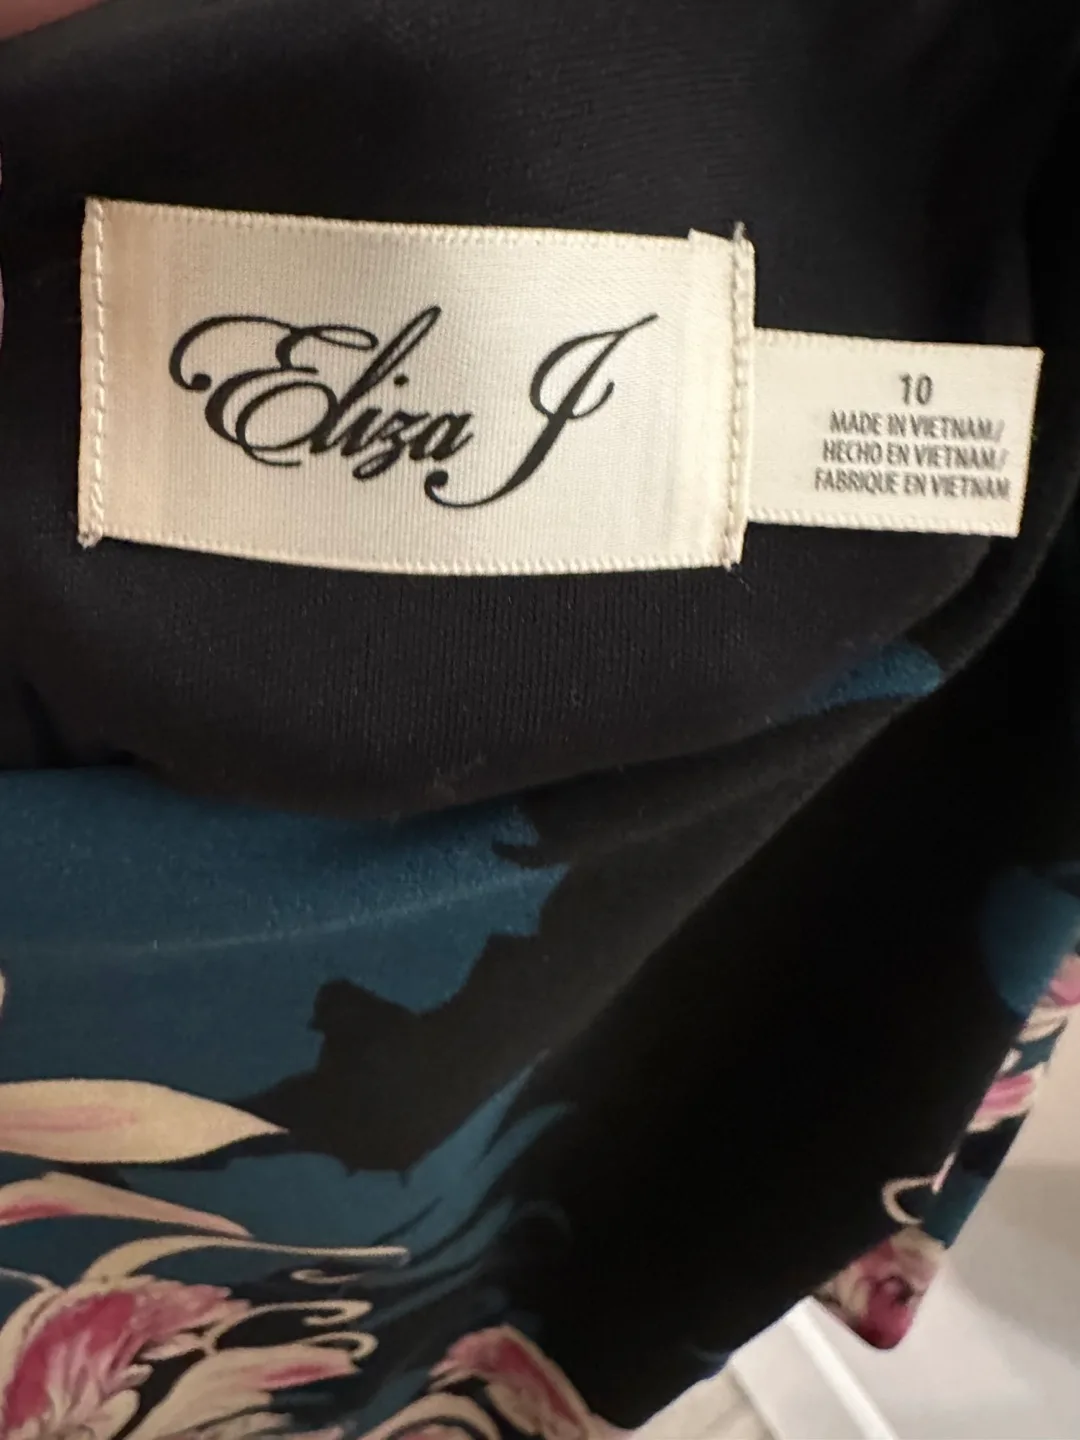 Eliza J
10
MADE IN VIETNAM/
HECHO EN VIETNAM/
FABRIQUE EN VIETNAM